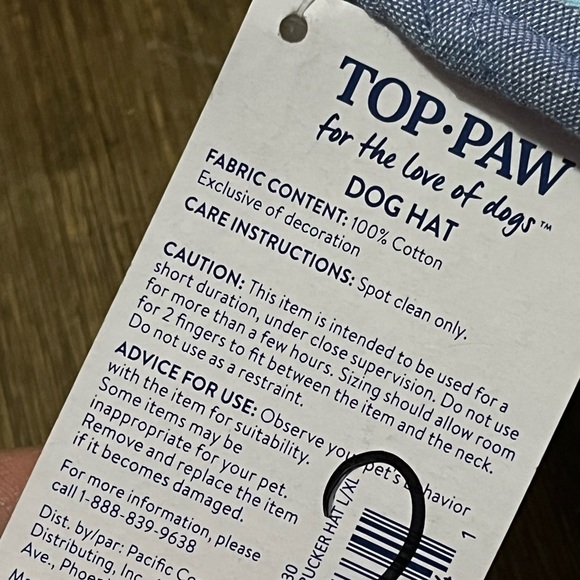 TOP•PAW
for the love of dogs™
DOG HAT
FABRIC CONTENT: 100% Cotton
Exclusive of decoration
CARE INSTRUCTIONS: Spot clean only.
CAUTION: This item is intended to be used for a
short duration, under close supervision. Do not use
for more than a few hours. Sizing should allow room
for 2 fingers to fit between the item and the neck.
Do not use as a restraint.
ADVICE FOR USE: Observe your pet's behavior
with the item for suitability.
Some items may be
inappropriate for your pet.
Remove and replace the item
if it becomes damaged.
For more information, please
call 1-888-839-9638
Dist. by/par: Pacific
Distributing, Inc.
Ave.,
30
HAT L/XL
1